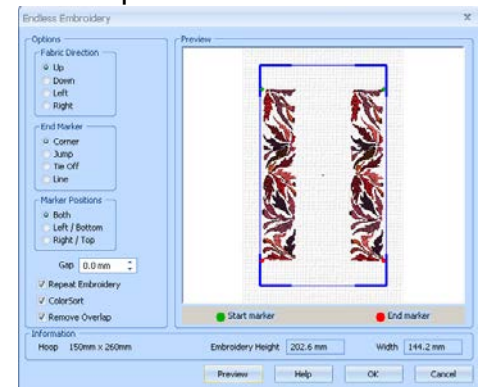 Endless Embroidery
Options
Fabric Direction
Up
Down
Left
Right
End Marker
Corner
Jump
Tie Off
Line
Marker Positions
Both
Left / Bottom
Right / Top
Gap 0.0 mm
Repeat Embroidery
ColorSort
Remove Overlap
Preview
Start marker End marker
Information
Hoop 150mm x 260mm Embroidery Height 202.6 mm Width 144.2 mm
Preview Help OK Cancel